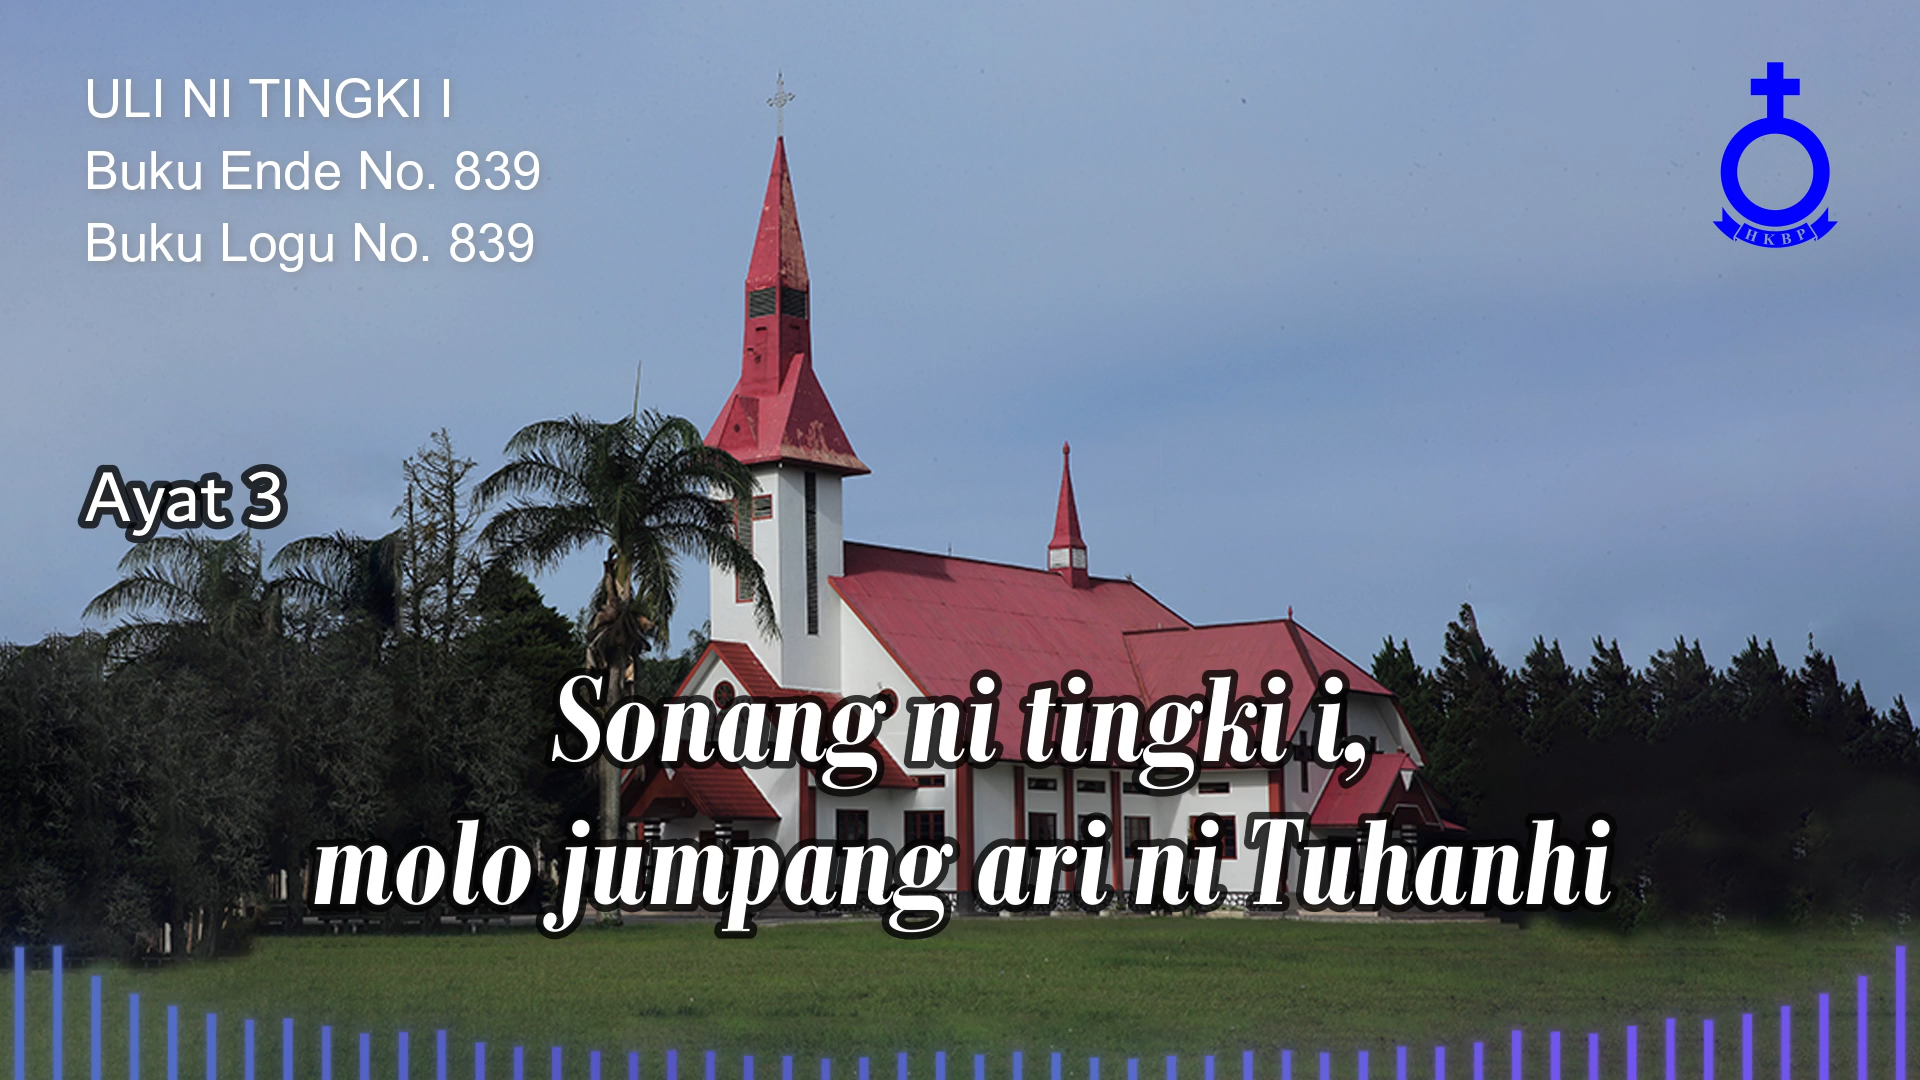 ULI NI TINGKI I
Buku Ende No. 839
Buku Logu No. 839
HKBP
Ayat 3
Sonang ni tingki i,
molo jumpang ari ni Tuhanhi